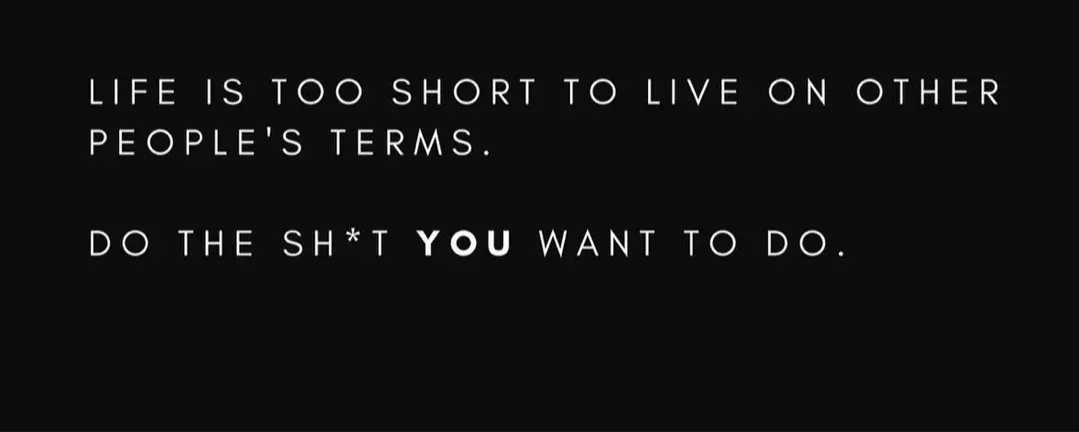 LIFE IS TOO SHORT TO LIVE ON OTHER
PEOPLE'S TERMS.
DO THE SH*T YOU WANT TO DO.